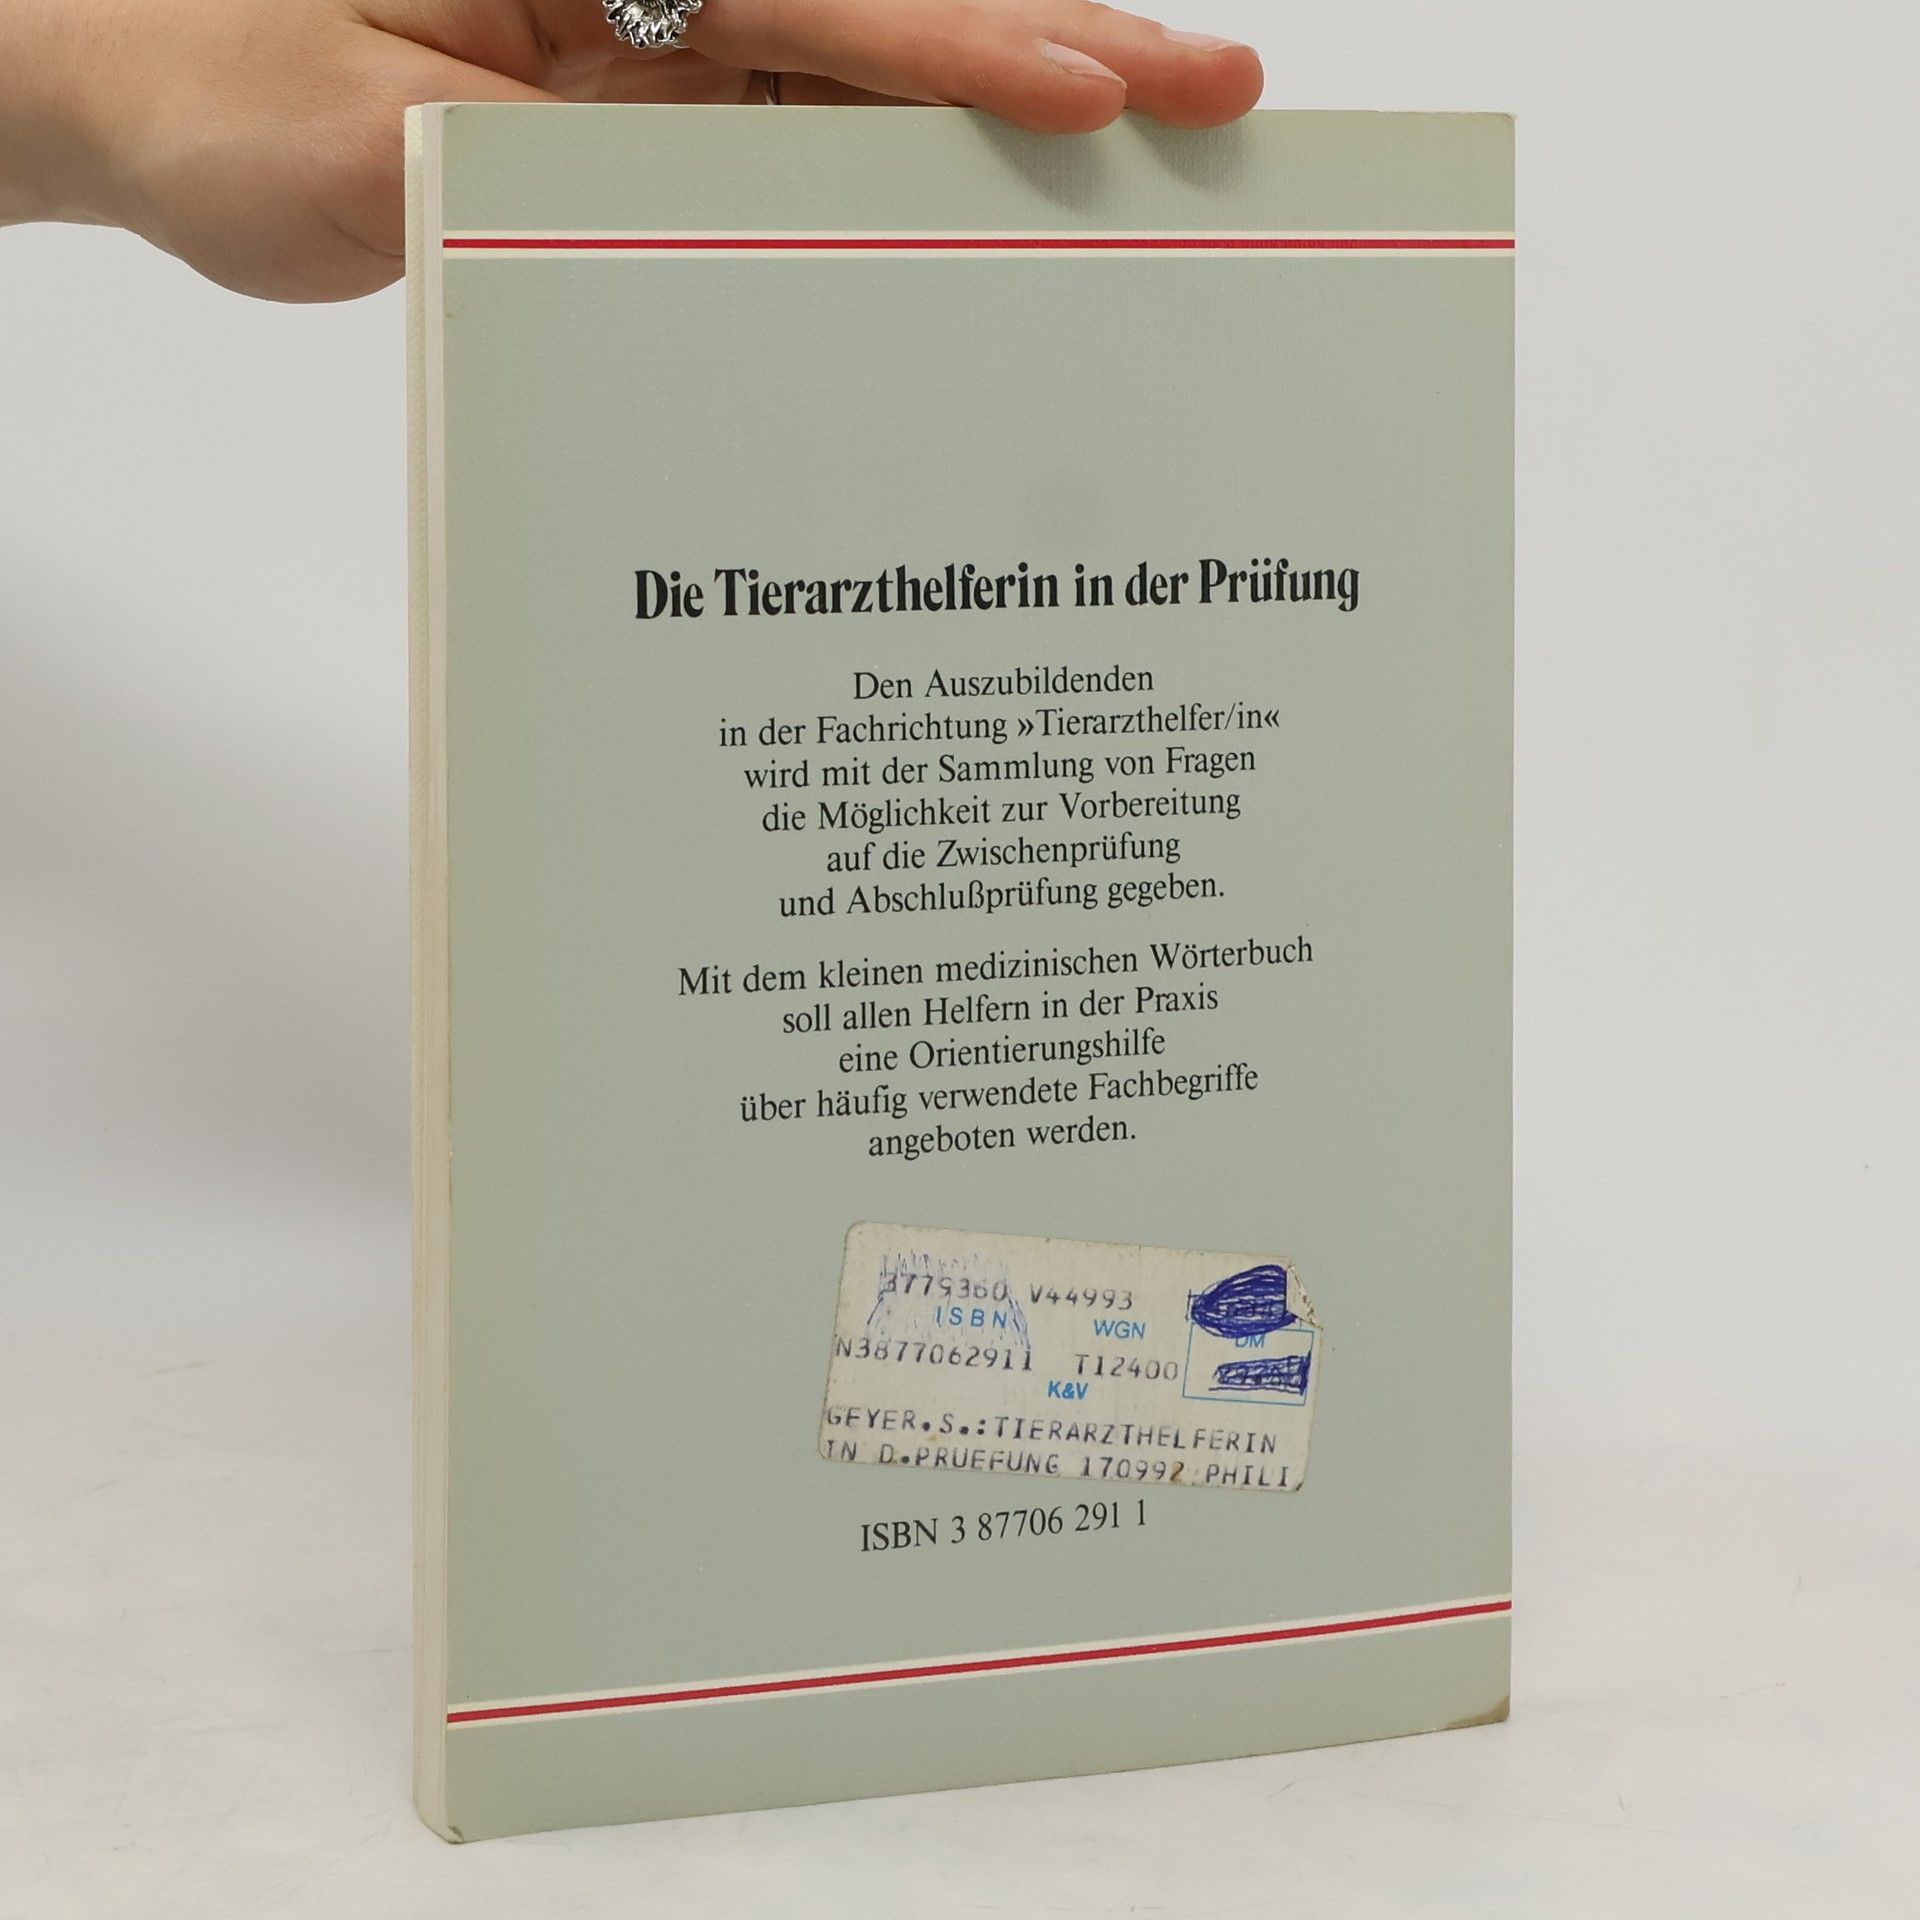 Die Tierarzthelferin in der Prüfung
Den Auszubildenden
in der Fachrichtung »Tierarzthelfer/in«
wird mit der Sammlung von Fragen
die Möglichkeit zur Vorbereitung
auf die Zwischenprüfung
und Abschlußprüfung gegeben.
Mit dem kleinen medizinischen Wörterbuch
soll allen Helfern in der Praxis
eine Orientierungshilfe
über häufig verwendete Fachbegriffe
angeboten werden.
3779360 V44993
ISBN WGN DM
N3877062911 T12400
K&V
GEYER.S.:TIERARZTHELFERIN
IN D.PRUEFUNG 170992 PHILI
ISBN 3 87706 291 1